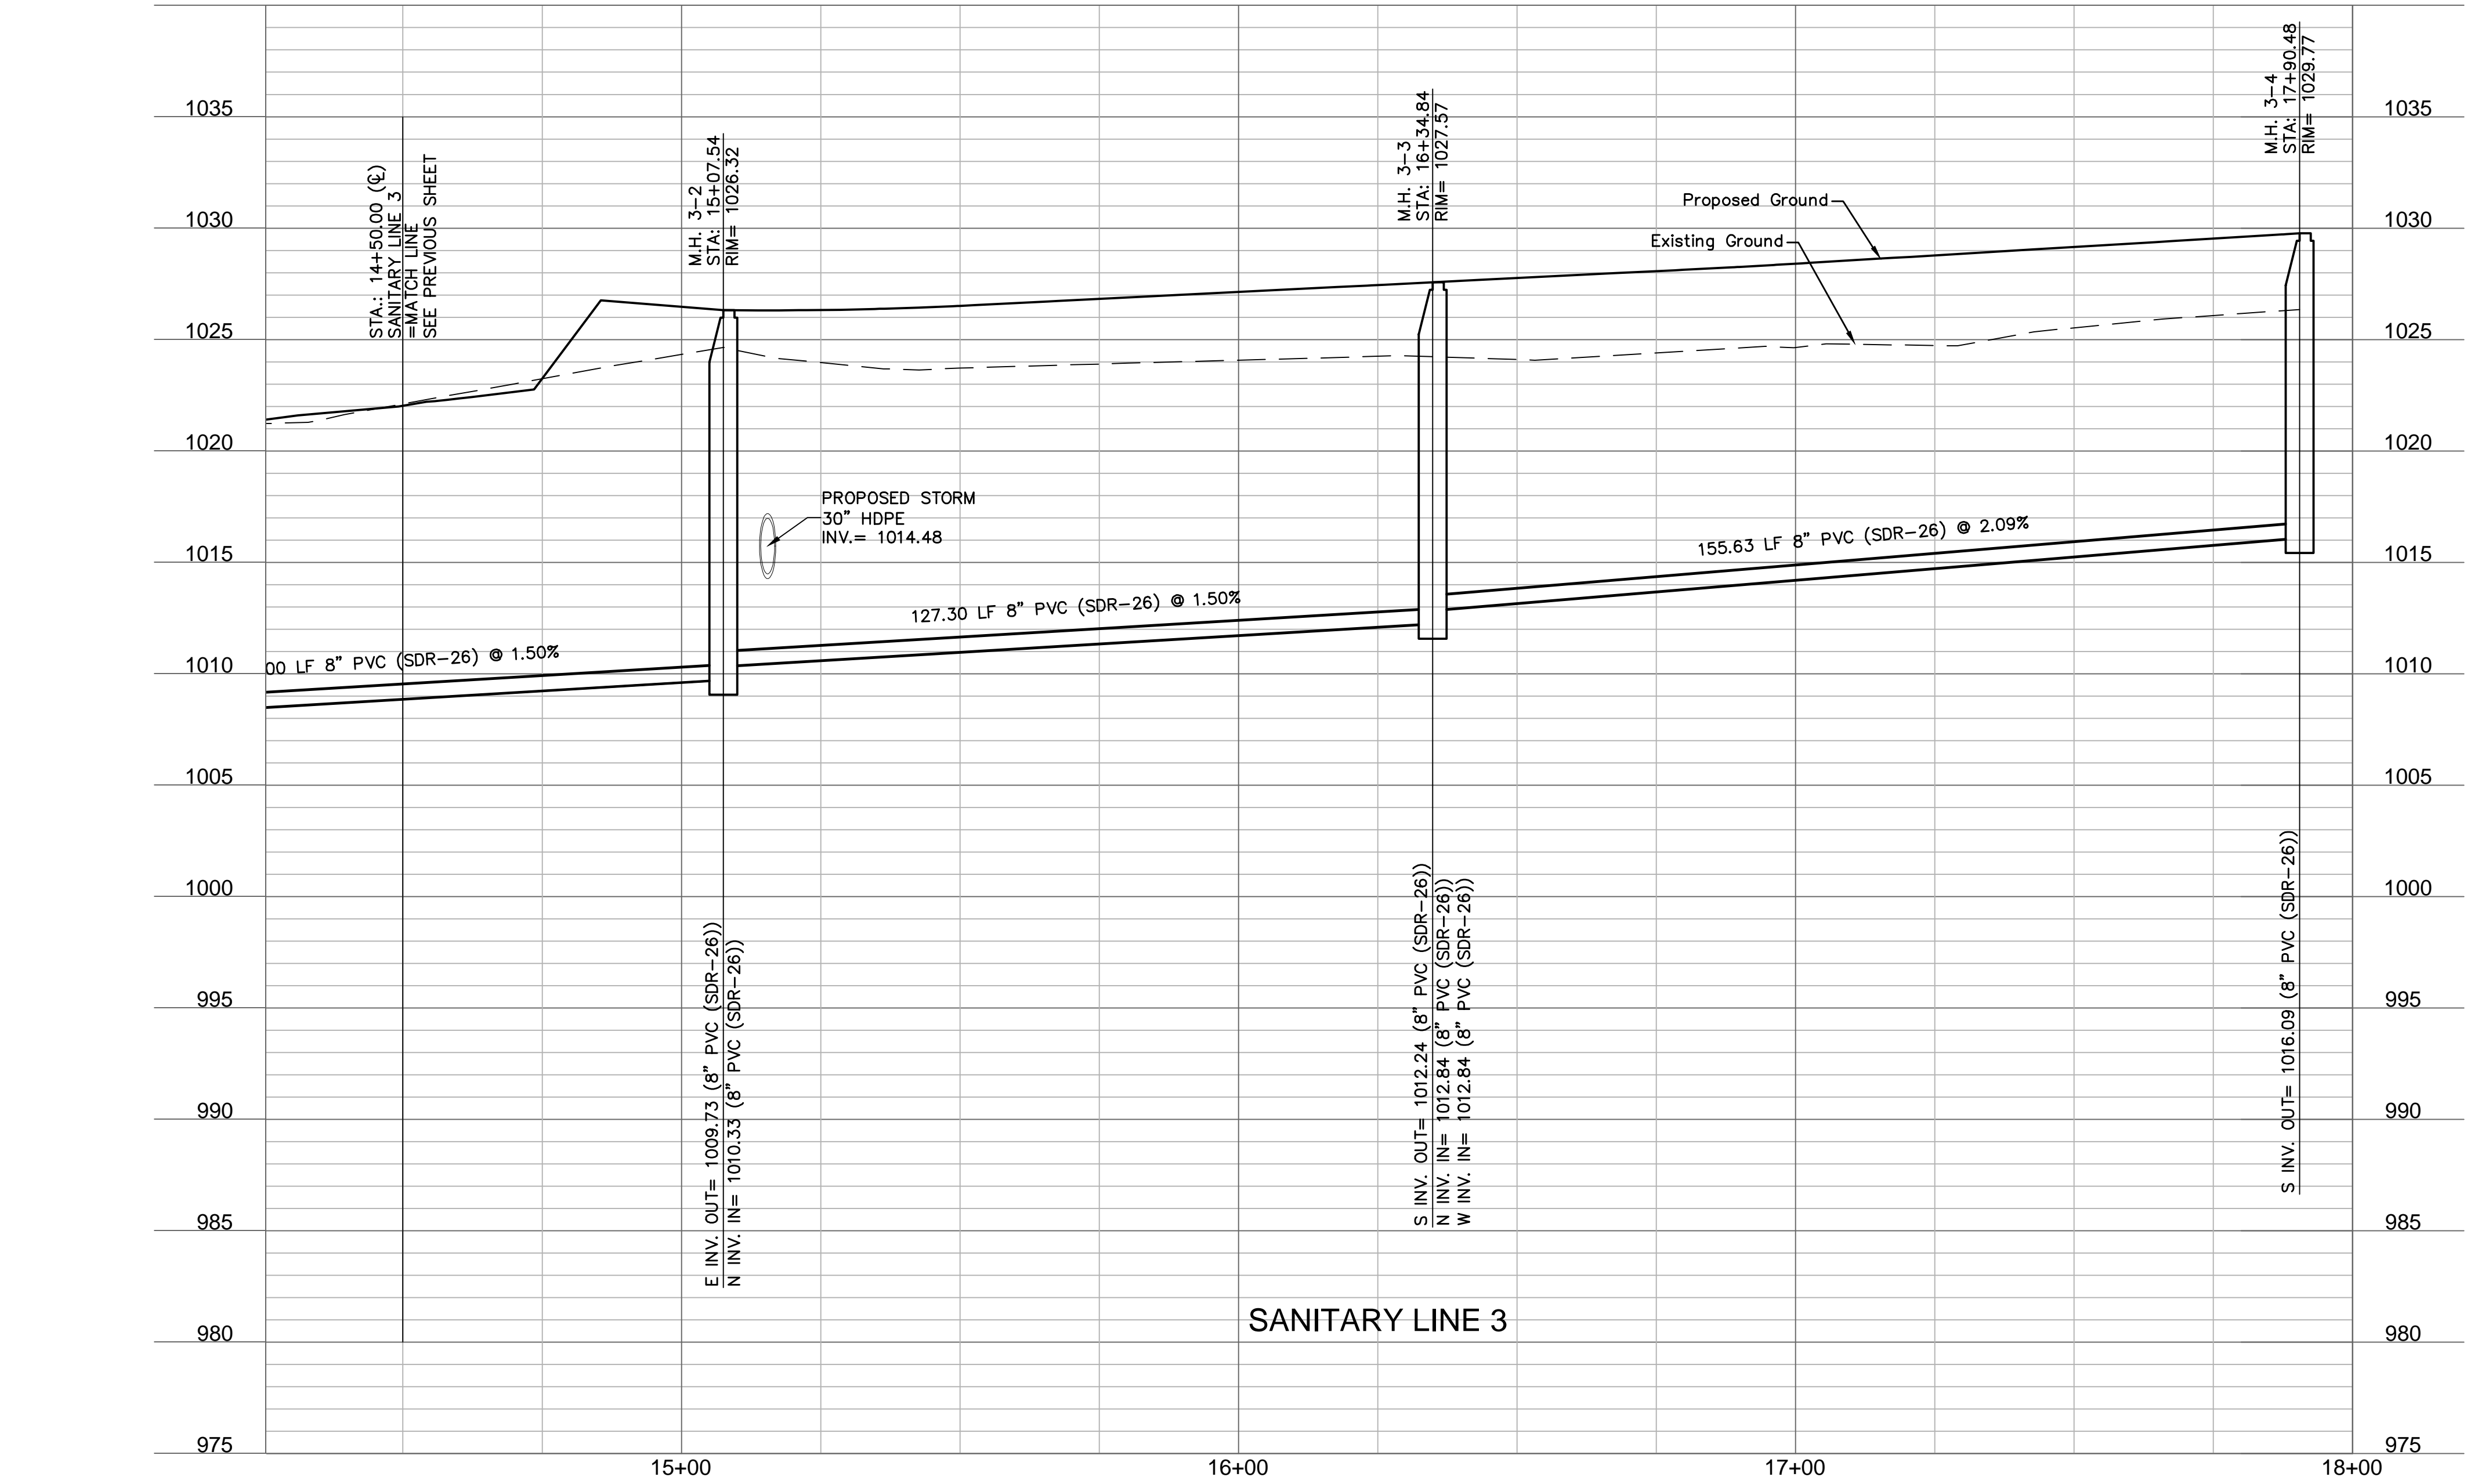 1035
1030
1025
1020
1015
1010
1005
1000
995
990
985
980
975
STA.: 14+50.00 (℄)
SANITARY LINE 3
=MATCH LINE
SEE PREVIOUS SHEET
M.H. 3-2
STA: 15+07.54
RIM= 1026.32
M.H. 3-3
STA: 16+34.84
RIM= 1027.57
M.H. 3-4
STA: 17+90.48
RIM= 1029.77
Proposed Ground
Existing Ground
PROPOSED STORM
30" HDPE
INV.= 1014.48
00 LF 8" PVC (SDR-26) @ 1.50%
127.30 LF 8" PVC (SDR-26) @ 1.50%
155.63 LF 8" PVC (SDR-26) @ 2.09%
E INV. OUT= 1009.73 (8" PVC (SDR-26))
N INV. IN= 1010.33 (8" PVC (SDR-26))
S INV. OUT= 1012.24 (8" PVC (SDR-26))
N INV. IN= 1012.84 (8" PVC (SDR-26))
W INV. IN= 1012.84 (8" PVC (SDR-26))
S INV. OUT= 1016.09 (8" PVC (SDR-26))
SANITARY LINE 3
1035
1030
1025
1020
1015
1010
1005
1000
995
990
985
980
975
15+00
16+00
17+00
18+00